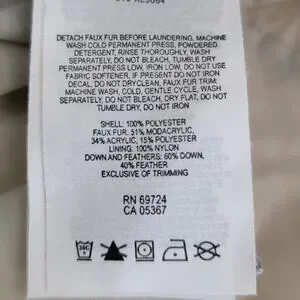 DETACH FAUX FUR BEFORE LAUNDERING, MACHINE
WASH COLD PERMANENT PRESS, POWDERED
DETERGENT, RINSE THOROUGHLY, WASH
SEPARATELY, DO NOT BLEACH, TUMBLE DRY
PERMANENT PRESS LOW, IRON LOW, DO NOT USE
FABRIC SOFTENER, IF PRESENT DO NOT IRON
DECAL, DO NOT DRYCLEAN, FAUX FUR TRIM:
MACHINE WASH, COLD, GENTLE CYCLE, WASH
SEPARATELY, DO NOT BLEACH, DRY FLAT, DO NOT
TUMBLE DRY, DO NOT IRON
SHELL: 100% POLYESTER
FAUX FUR: 51% MODACRYLIC,
34% ACRYLIC, 15% POLYESTER
LINING: 100% NYLON
DOWN AND FEATHERS: 60% DOWN,
40% FEATHER
EXCLUSIVE OF TRIMMING
RN 69724
CA 05367